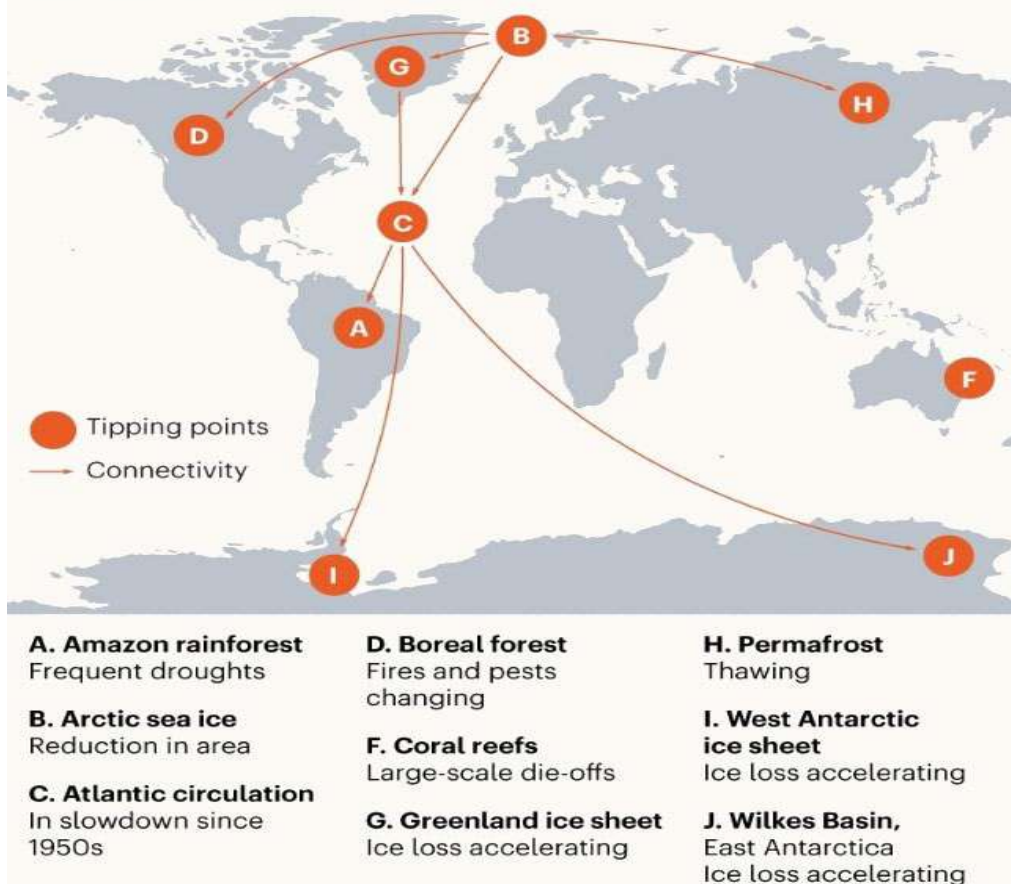 B
G
H
D
C
A
F
Tipping points
Connectivity
I
J
A. Amazon rainforest
Frequent droughts
B. Arctic sea ice
Reduction in area
C. Atlantic circulation
In slowdown since
1950s
D. Boreal forest
Fires and pests
changing
F. Coral reefs
Large-scale die-offs
G. Greenland ice sheet
Ice loss accelerating
H. Permafrost
Thawing
I. West Antarctic
ice sheet
Ice loss accelerating
J. Wilkes Basin,
East Antarctica
Ice loss accelerating